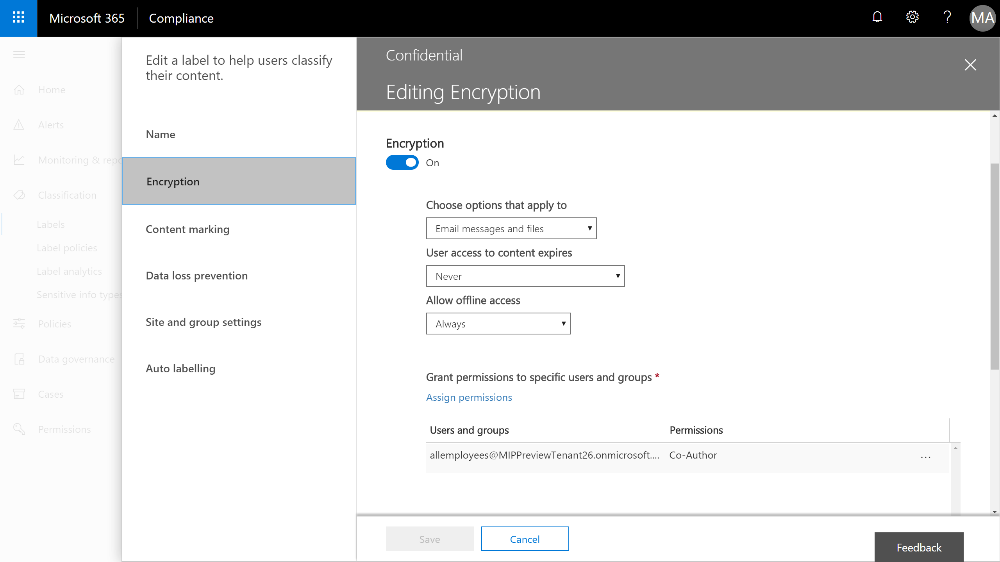 Microsoft 365
Compliance
MA
Home
Alerts
Monitoring & repo
Classification
Labels
Label policies
Label analytics
Sensitive info types
Policies
Data governance
Cases
Permissions
Edit a label to help users classify
their content.
Name
Encryption
Content marking
Data loss prevention
Site and group settings
Auto labelling
Confidential
Editing Encryption
Encryption
On
Choose options that apply to
Email messages and files
User access to content expires
Never
Allow offline access
Always
Grant permissions to specific users and groups *
Assign permissions
Users and groups Permissions
allemployees@MIPPreviewTenant26.onmicrosoft.... Co-Author ...
Save
Cancel
Feedback